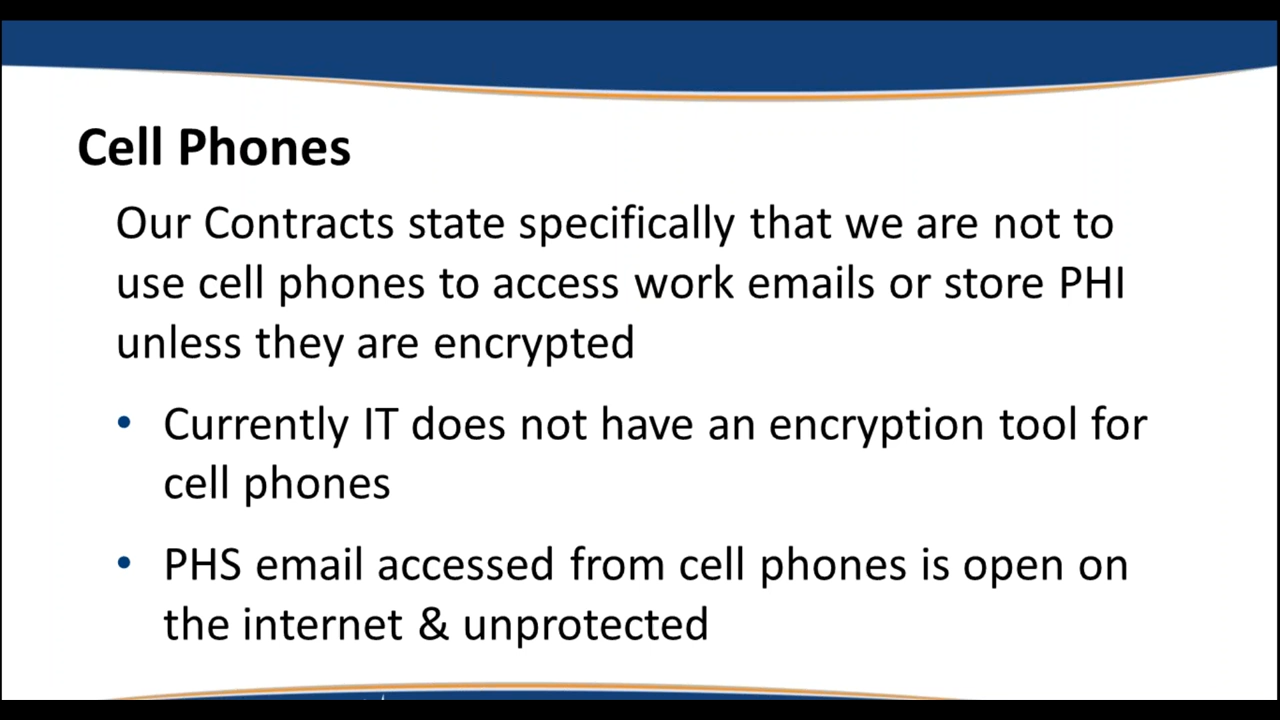 Cell Phones
Our Contracts state specifically that we are not to
use cell phones to access work emails or store PHI
unless they are encrypted
• Currently IT does not have an encryption tool for
cell phones
• PHS email accessed from cell phones is open on
the internet & unprotected